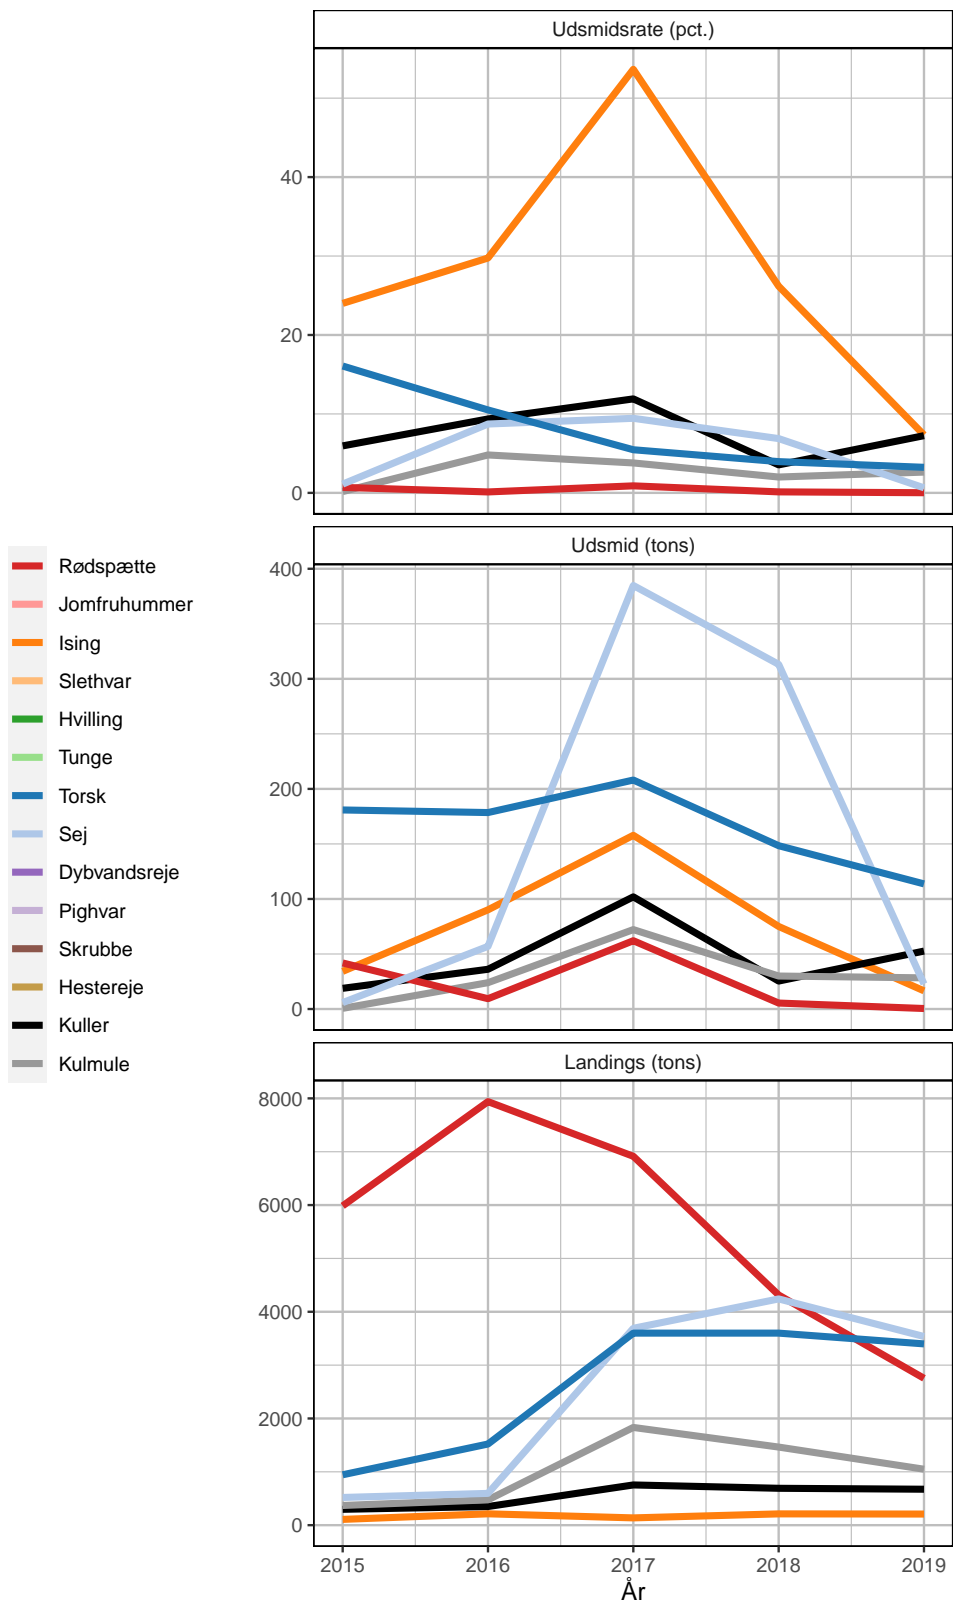 Udsmidsrate (pct.)
40
20
0
Udsmid (tons)
400
300
200
100
0
Rødspætte
Jomfruhummer
Ising
Slethvar
Hvilling
Tunge
Torsk
Sej
Dybvandsreje
Pighvar
Skrubbe
Hestereje
Kuller
Kulmule
Landings (tons)
8000
6000
4000
2000
0
2015 2016 2017 2018 2019
År